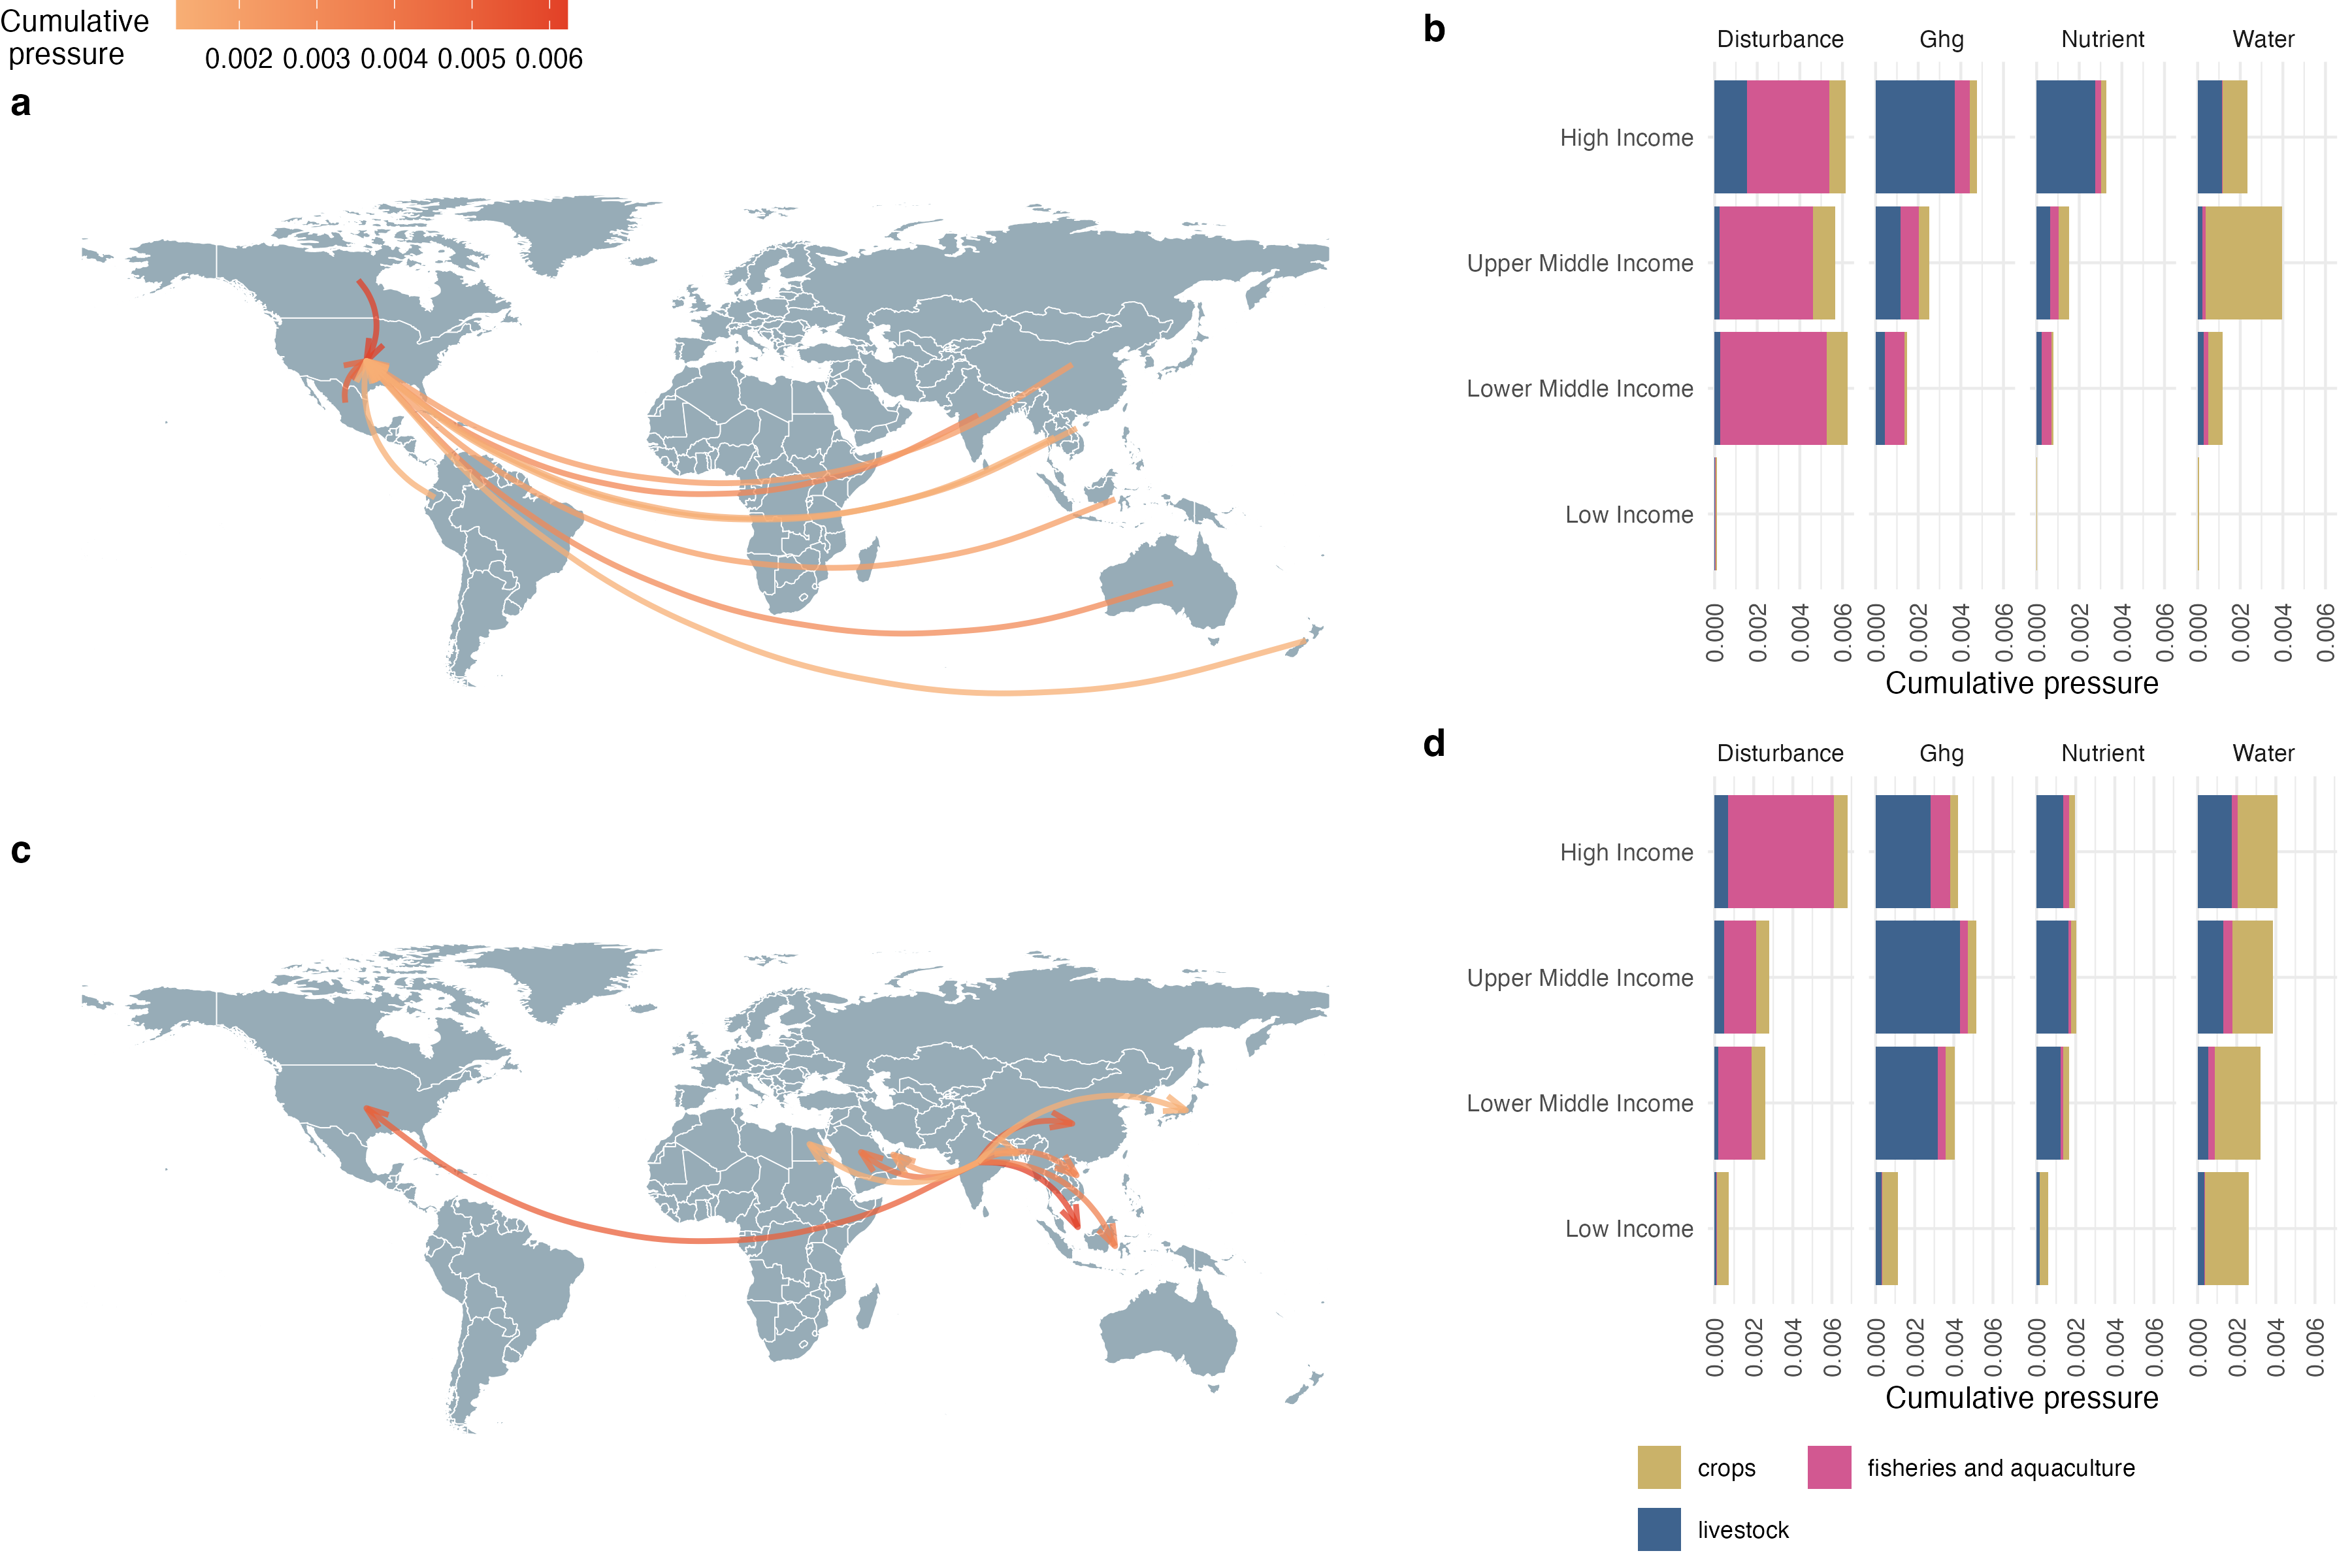 Cumulative
pressure
0.002 0.003 0.004 0.005 0.006
a
b
Disturbance Ghg Nutrient Water
High Income
Upper Middle Income
Lower Middle Income
Low Income
0.000 0.002 0.004 0.006 0.000 0.002 0.004 0.006 0.000 0.002 0.004 0.006 0.000 0.002 0.004 0.006
Cumulative pressure
c
d
Disturbance Ghg Nutrient Water
High Income
Upper Middle Income
Lower Middle Income
Low Income
0.000 0.002 0.004 0.006 0.000 0.002 0.004 0.006 0.000 0.002 0.004 0.006 0.000 0.002 0.004 0.006
Cumulative pressure
crops fisheries and aquaculture
livestock